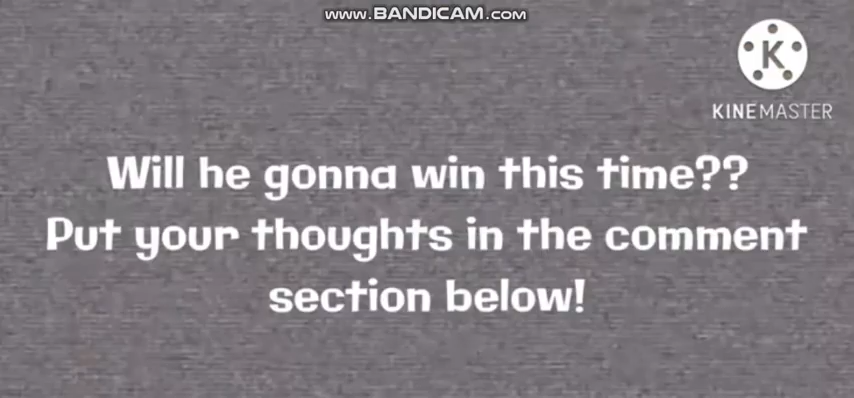 www.BANDICAM.com
K
KINEMASTER
Will he gonna win this time??
Put your thoughts in the comment
section below!